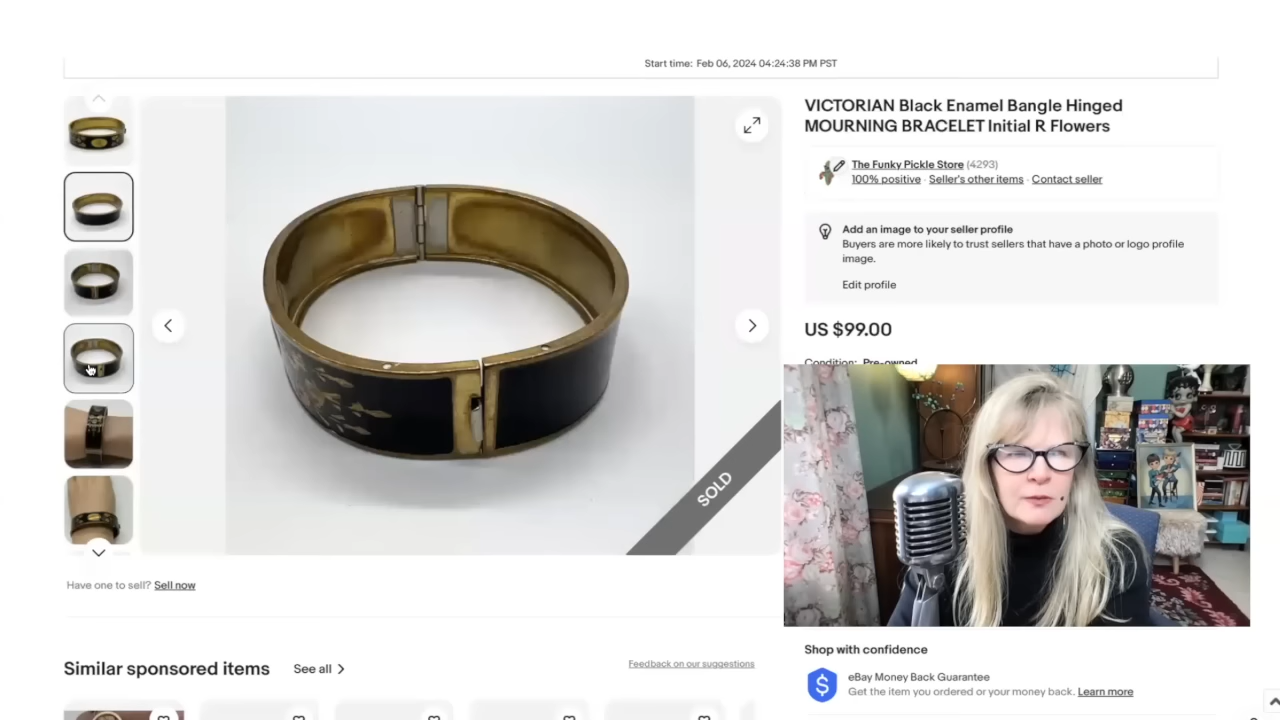 Start time: Feb 06, 2024 04:24:38 PM PST
VICTORIAN Black Enamel Bangle Hinged
MOURNING BRACELET Initial R Flowers
The Funky Pickle Store (4293)
100% positive · Seller's other items · Contact seller
Add an image to your seller profile
Buyers are more likely to trust sellers that have a photo or logo profile
image.
Edit profile
US $99.00
Condition: Pre-owned
SOLD
Have one to sell? Sell now
Shop with confidence
eBay Money Back Guarantee
Get the item you ordered or your money back. Learn more
Similar sponsored items See all
Feedback on our suggestions